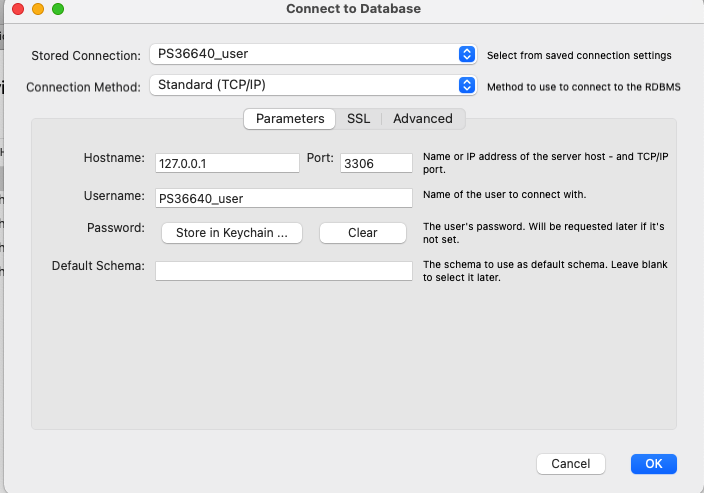 Connect to Database
Stored Connection: PS36640_user Select from saved connection settings
Connection Method: Standard (TCP/IP) Method to use to connect to the RDBMS
Parameters SSL Advanced
Hostname: 127.0.0.1 Port: 3306 Name or IP address of the server host - and TCP/IP
port.
Username: PS36640_user Name of the user to connect with.
Password: Store in Keychain ... Clear The user's password. Will be requested later if it's
not set.
Default Schema: The schema to use as default schema. Leave blank
to select it later.
Cancel OK